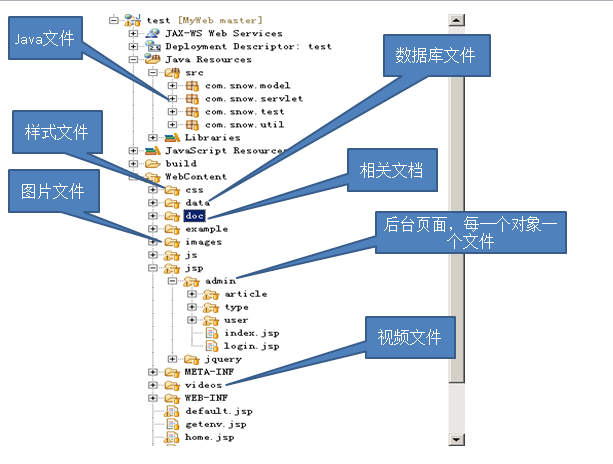 test [MyWeb master]
JAX-WS Web Services
Deployment Descriptor: test
Java Resources
src
com.snow.model
com.snow.servlet
com.snow.test
com.snow.util
Libraries
JavaScript Resources
build
WebContent
css
data
doc
example
images
js
jsp
admin
article
type
user
index.jsp
login.jsp
jquery
META-INF
videos
WEB-INF
default.jsp
getenv.jsp
home.jsp
Java文件
数据库文件
样式文件
相关文档
图片文件
后台页面，每一个对象一
个文件
视频文件